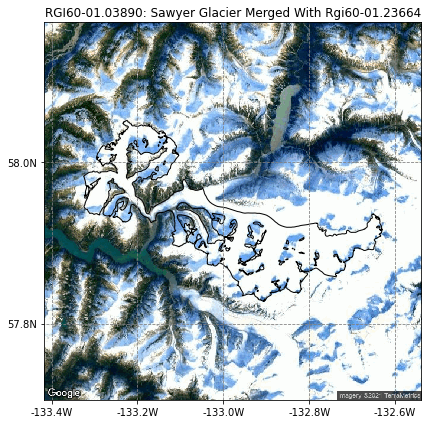 RGI60-01.03890: Sawyer Glacier Merged With Rgi60-01.23664
58.0N
57.8N
Google
Imagery ©2021 TerraMetrics
-133.4W -133.2W -133.0W -132.8W -132.6W